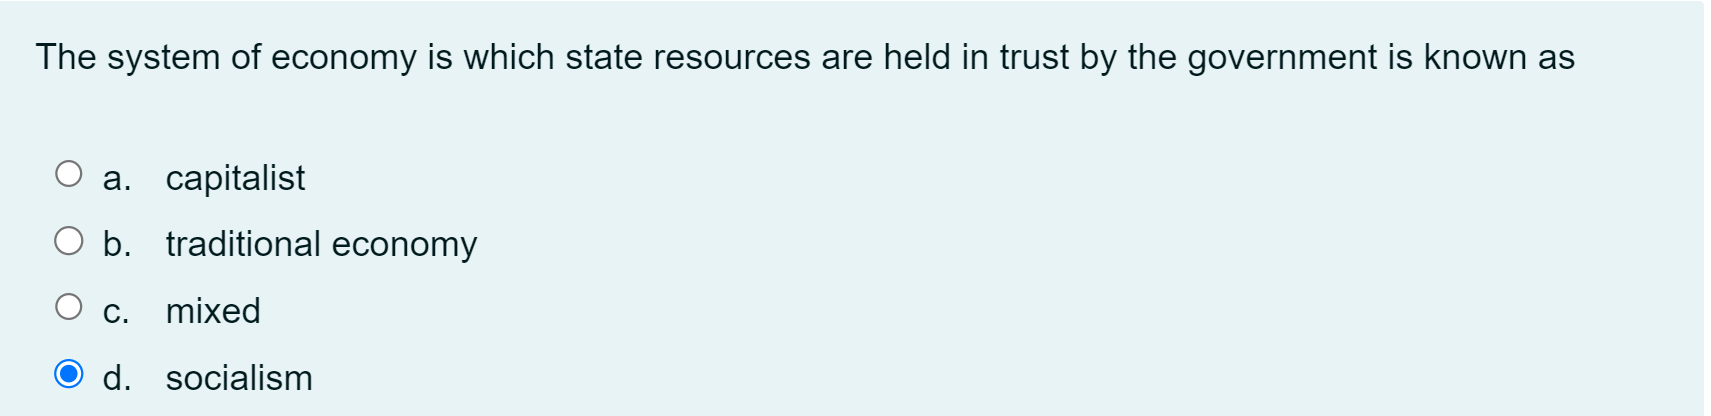 The system of economy is which state resources are held in trust by the government is known as
a. capitalist
b. traditional economy
c. mixed
d. socialism